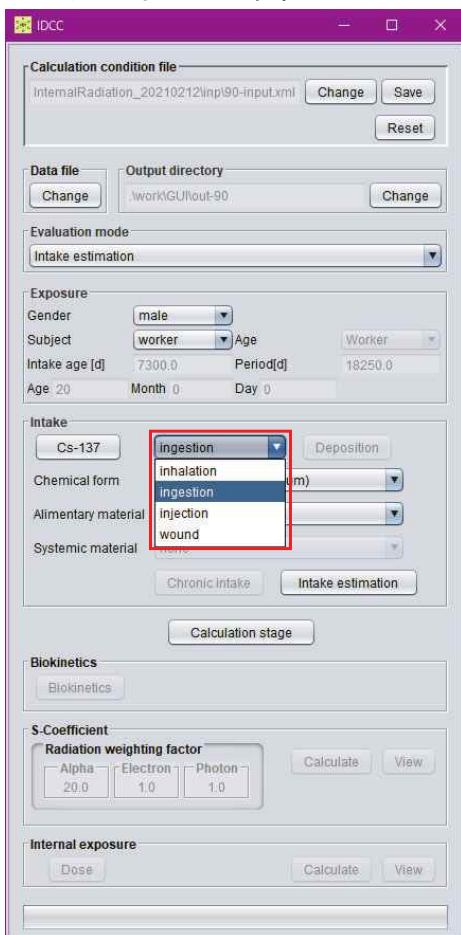 IDCC
Calculation condition file
InternalRadiation_20210212\inp\90-input.xml Change Save
Reset
Data file Output directory
Change .\work\GUI\out-90 Change
Evaluation mode
Intake estimation
Exposure
Gender male
Subject worker Age Worker
Intake age [d] 7300.0 Period[d] 18250.0
Age 20 Month 0 Day 0
Intake
Cs-137 ingestion Deposition
inhalation
Chemical form um)
ingestion
Alimentary material injection
wound
Systemic material none
Chronic intake Intake estimation
Calculation stage
Biokinetics
Biokinetics
S-Coefficient
Radiation weighting factor
Alpha Electron Photon Calculate View
20.0 1.0 1.0
Internal exposure
Dose Calculate View